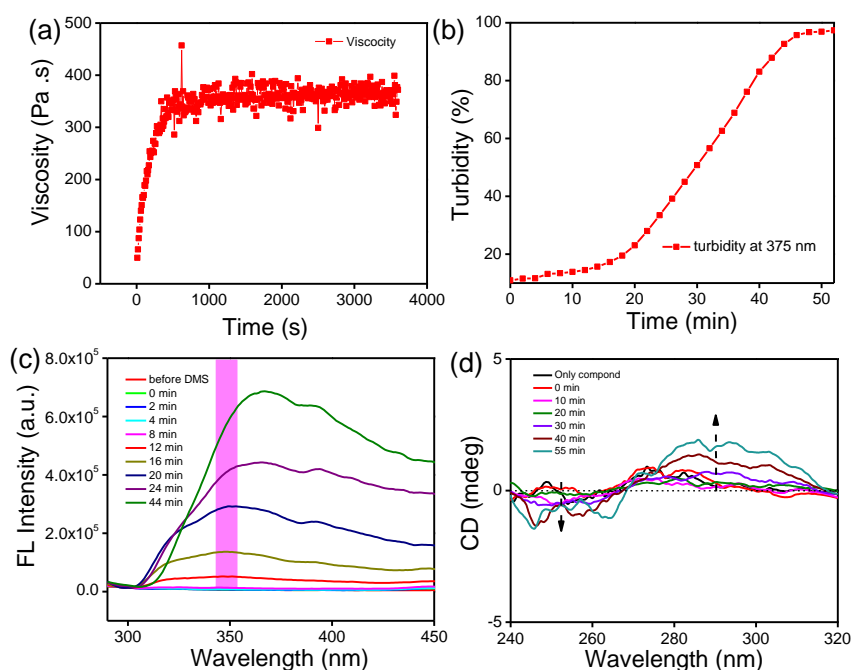 (a)
Viscocity
Viscosity (Pa .s)
500
400
300
200
100
0
0 1000 2000 3000 4000
Time (s)
(b)
Turbidity (%)
100
80
60
40
20
turbidity at 375 nm
0 10 20 30 40 50
Time (min)
(c)
FL Intensity (a.u.)
8.0x10⁵
6.0x10⁵
4.0x10⁵
2.0x10⁵
0.0
before DMS
0 min
2 min
4 min
8 min
12 min
16 min
20 min
24 min
44 min
300 350 400 450
Wavelength (nm)
(d)
CD (mdeg)
5
0
-5
Only compond
0 min
10 min
20 min
30 min
40 min
55 min
240 260 280 300 320
Wavelength (nm)